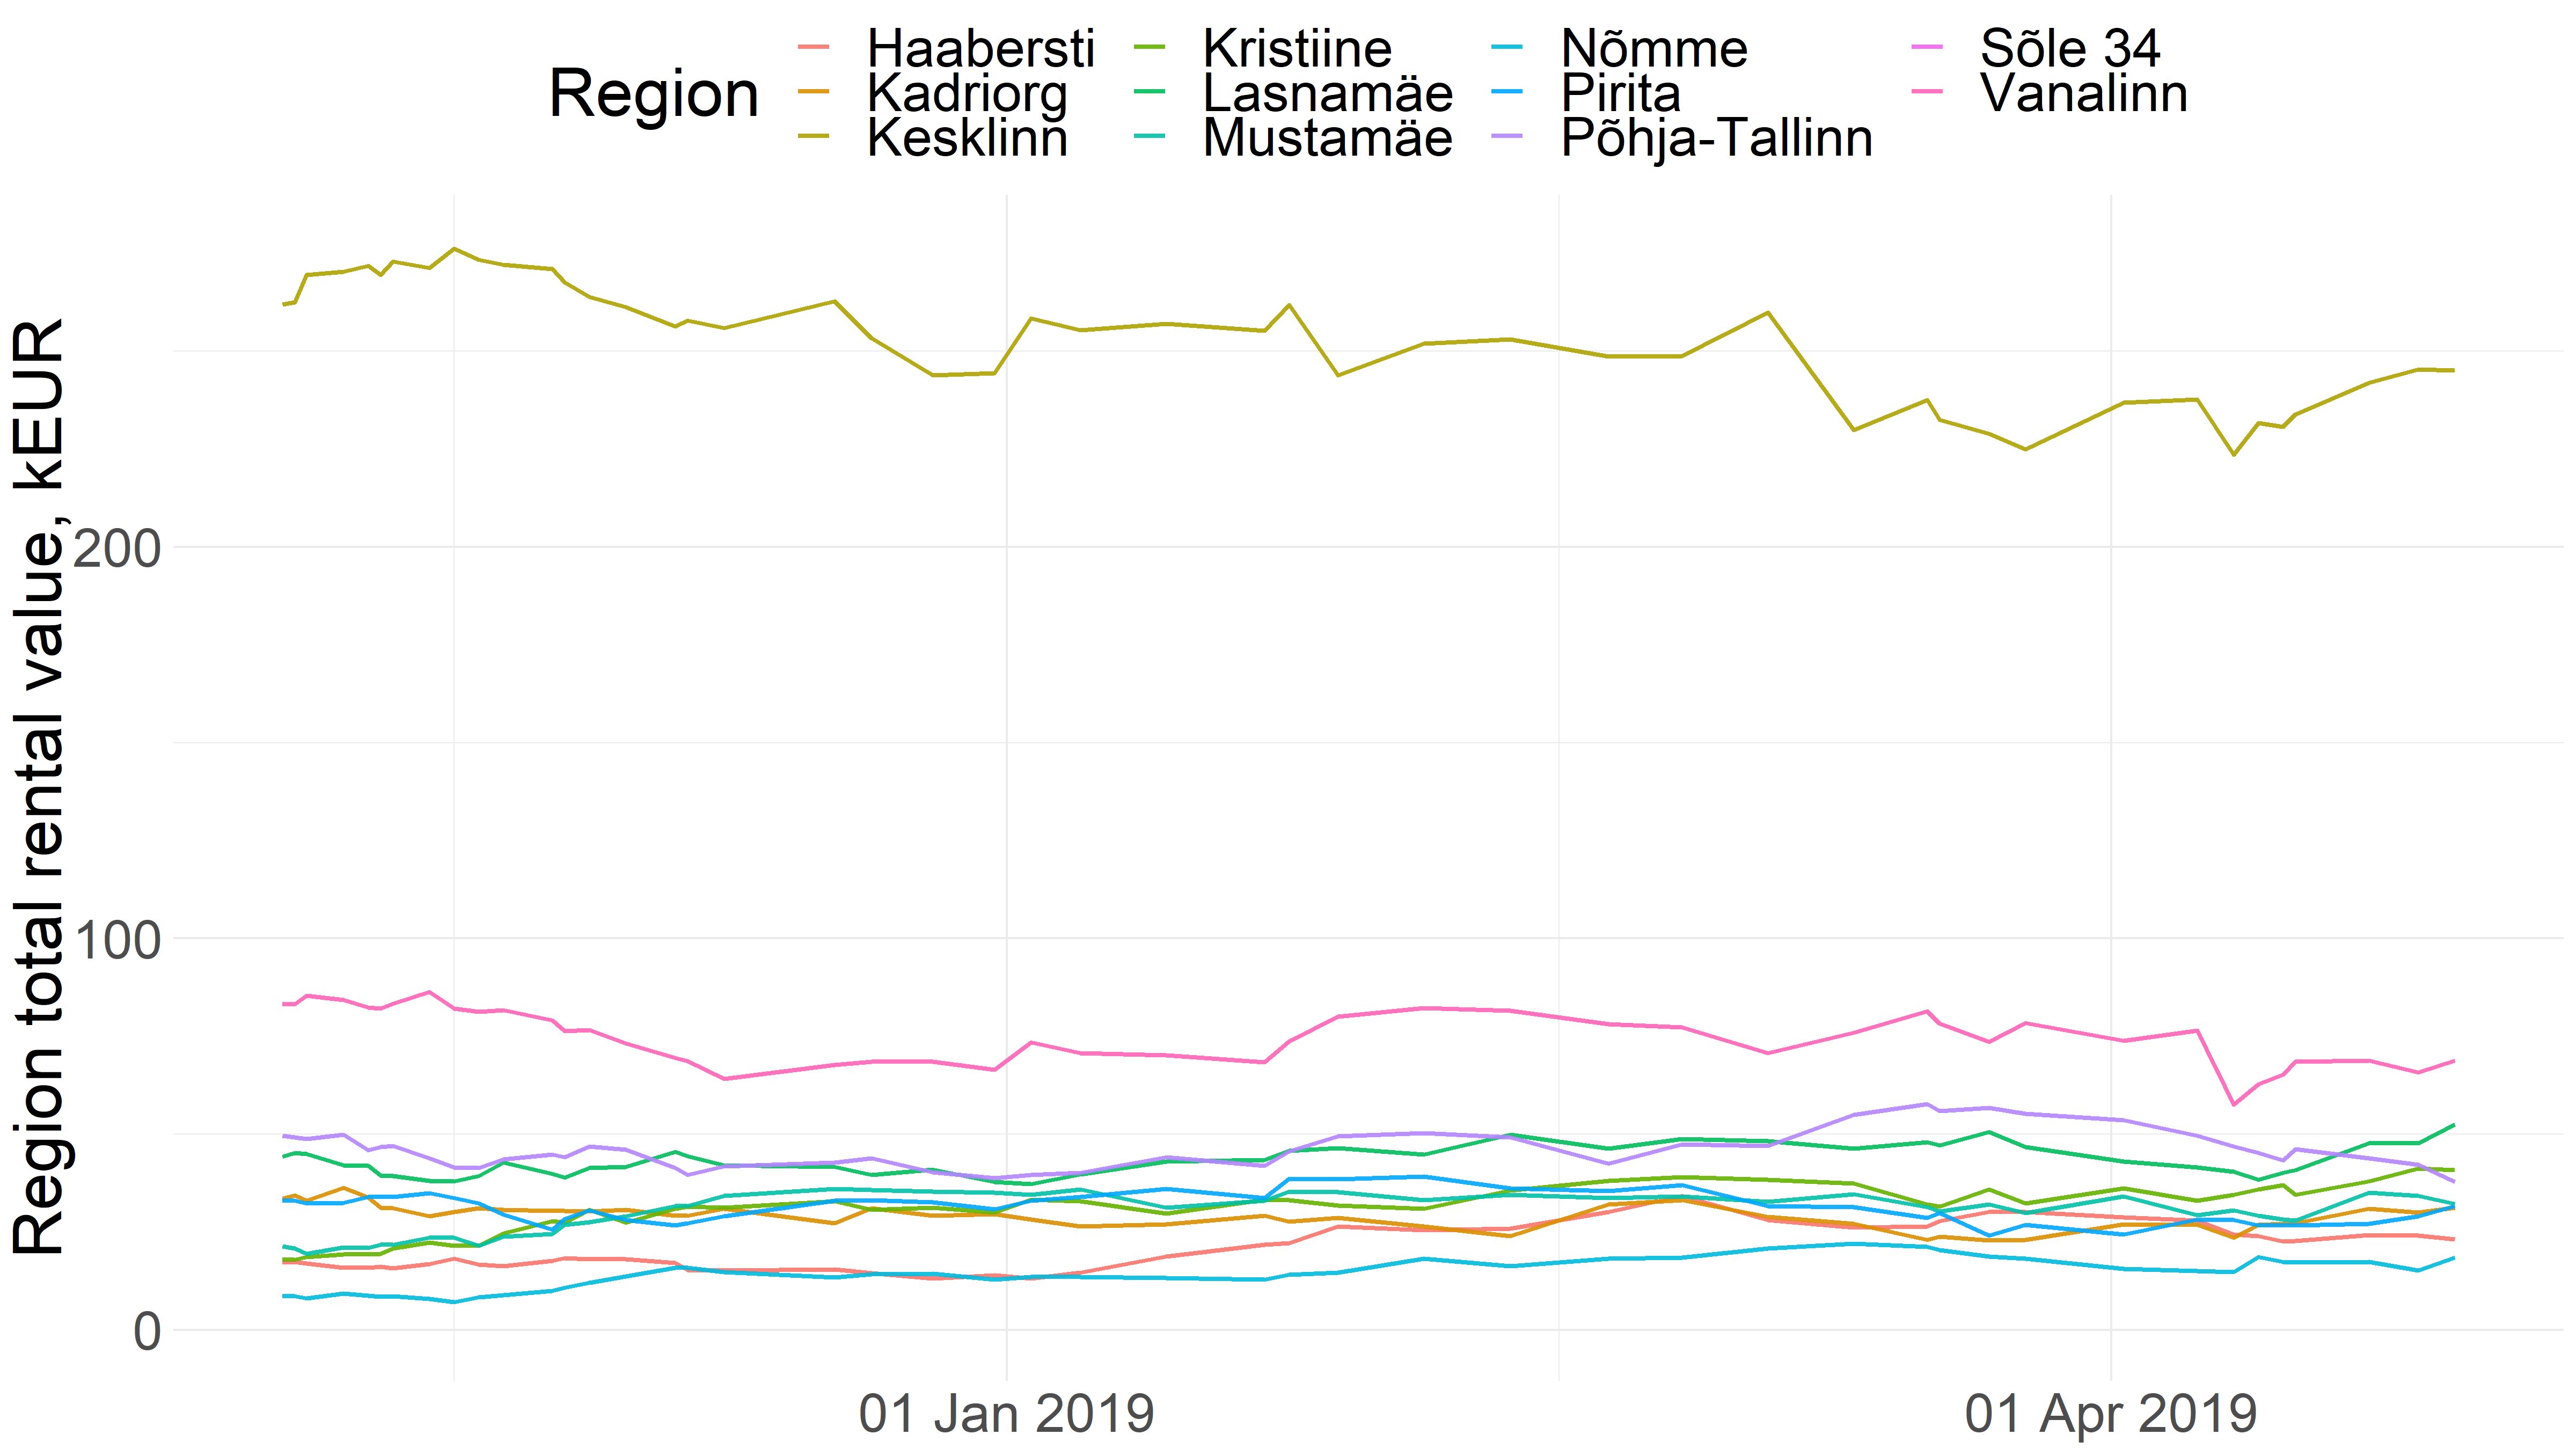 Region
Haabersti
Kadriorg
Kesklinn
Kristiine
Lasnamäe
Mustamäe
Nõmme
Pirita
Põhja-Tallinn
Sõle 34
Vanalinn
Region total rental value, kEUR
200
100
0
01 Jan 2019
01 Apr 2019